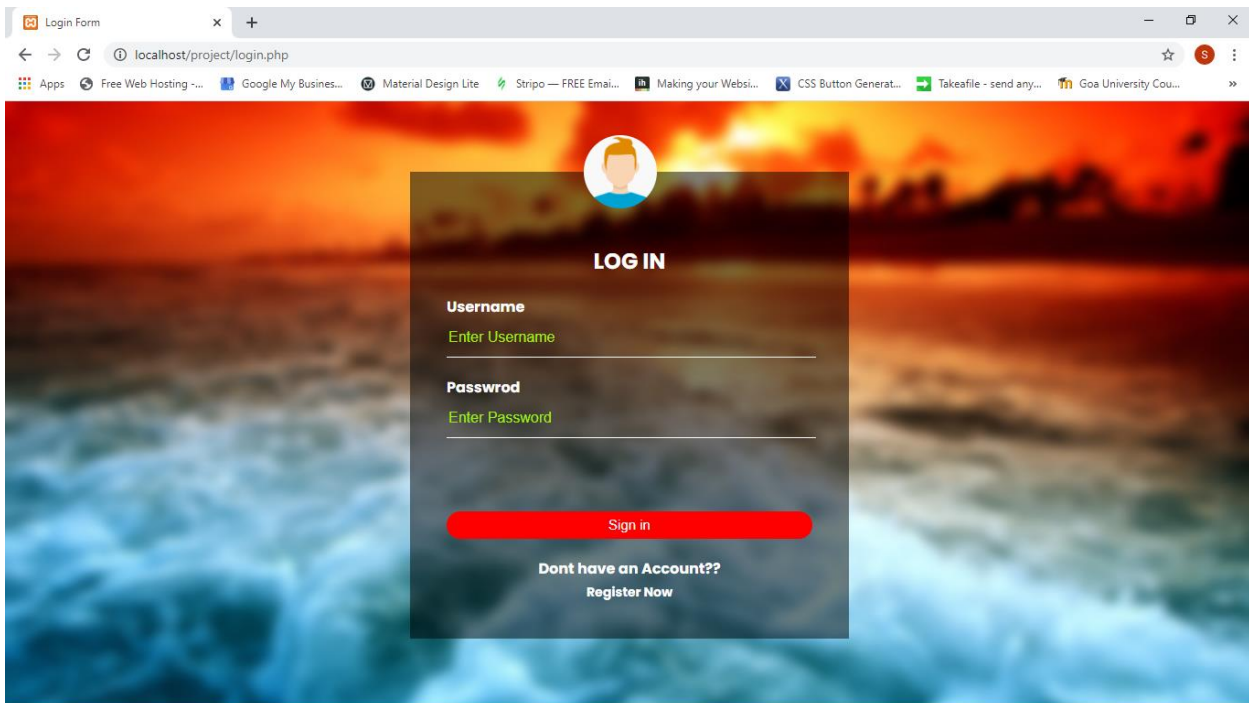 Login Form
localhost/project/login.php
S
Apps Free Web Hosting -... Google My Busines... Material Design Lite Stripo — FREE Emai... ih Making your Websi... CSS Button Generat... Takeafile - send any... Goa University Cou... »
LOG IN
Username
Enter Username
Passwrod
Enter Password
Sign in
Dont have an Account??
Register Now